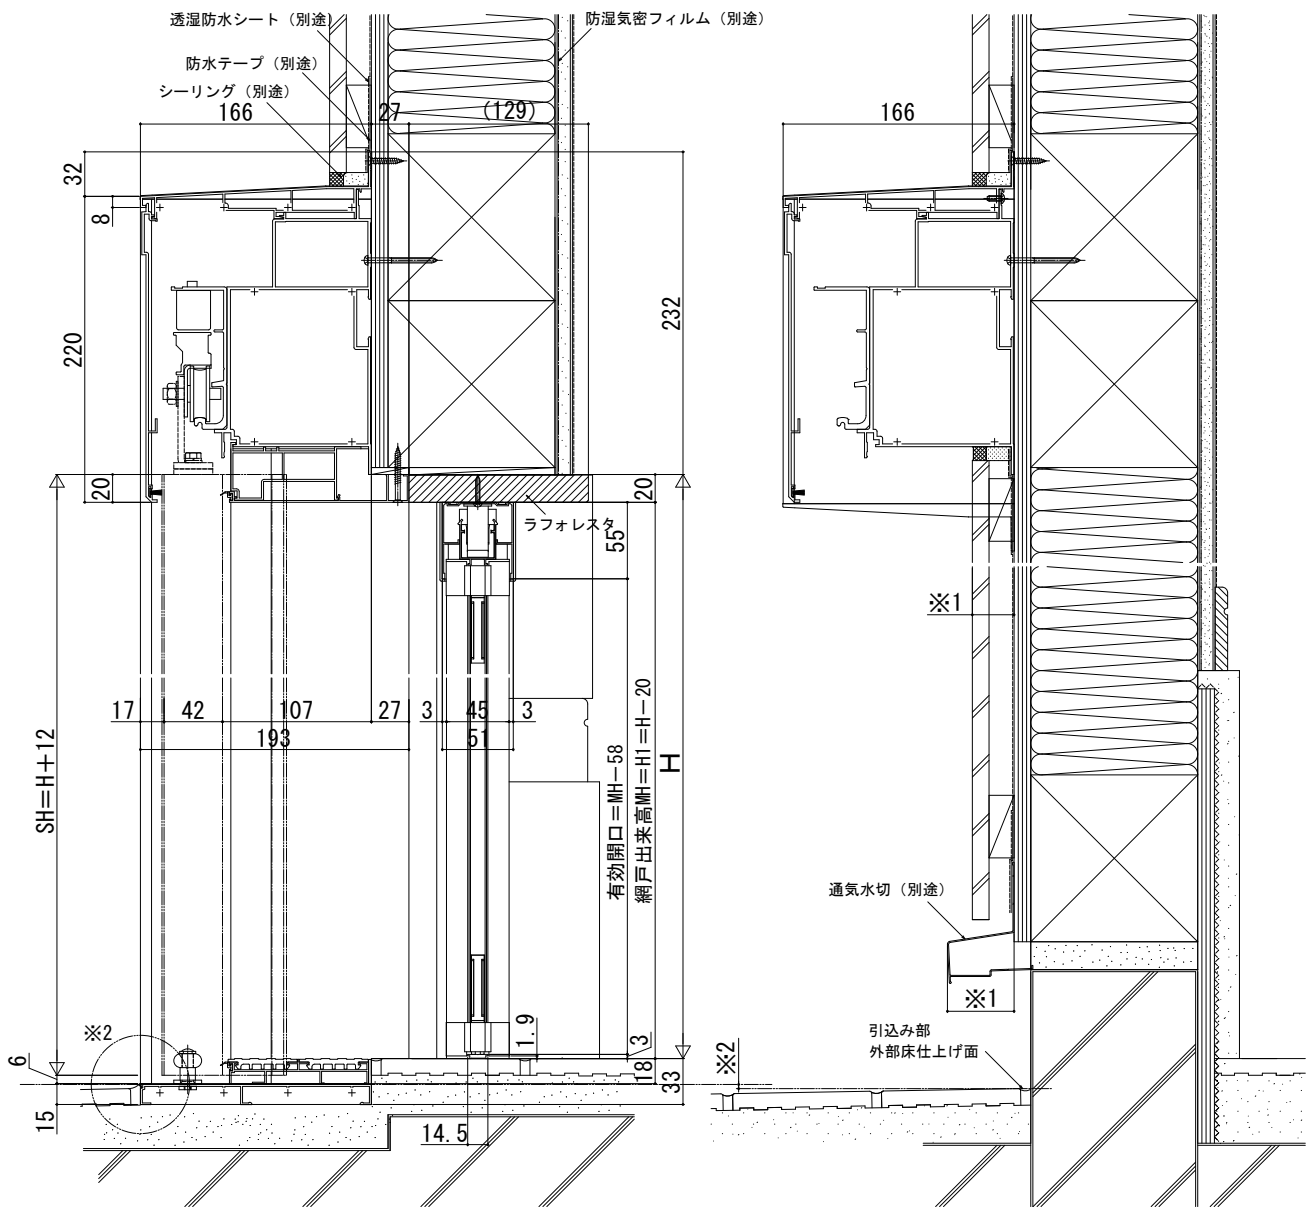 透湿防水シート（別途）
防湿気密フィルム（別途）
防水テープ（別途）
シーリング（別途）
166
27
(129)
166
32
8
220
232
20
20
ラフォレスタ
55
※1
17
42
107
27
3
45
3
193
51
SH＝H＋12
有効開口＝MH－58
網戸出来高MH＝H1＝H－20
H
通気水切（別途）
※1
※2
引込み部
外部床仕上げ面
※2
6
15
1.9
3
18
33
14.5